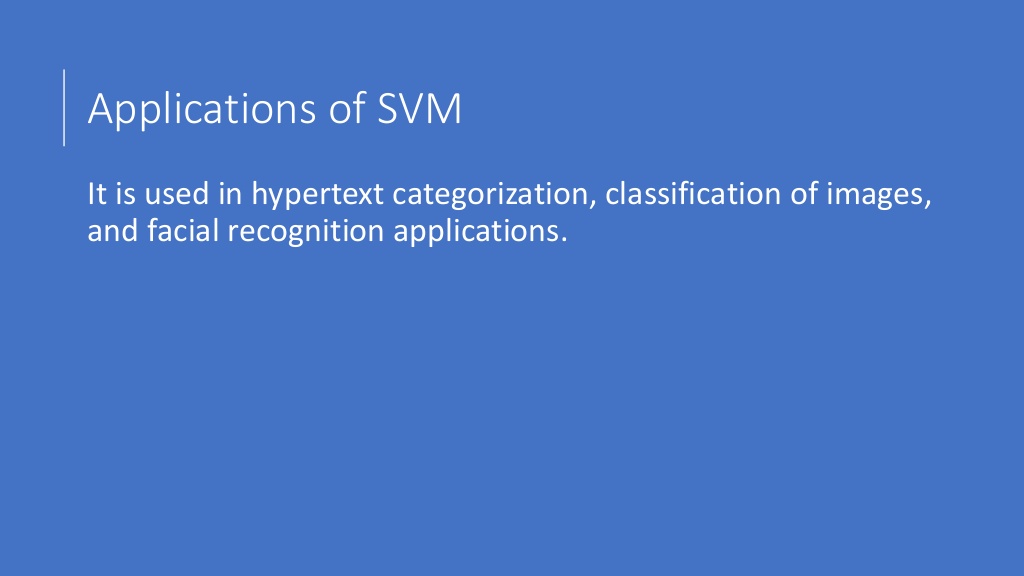 Applications of SVM
It is used in hypertext categorization, classification of images,
and facial recognition applications.